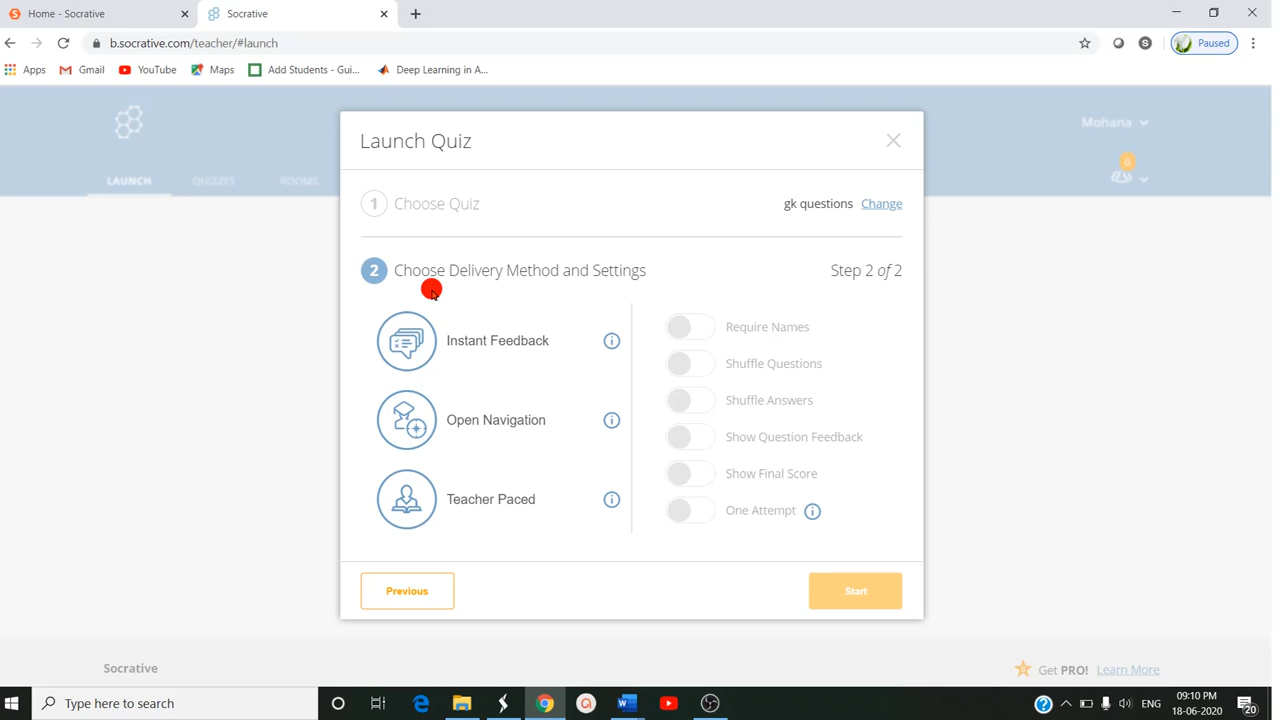 Home - Socrative
Socrative
b.socrative.com/teacher/#launch
S
Paused
Apps
Gmail
YouTube
Maps
Add Students - Gui...
Deep Learning in A...
Mohana
0
LAUNCH
QUIZZES
ROOMS
Launch Quiz
1 Choose Quiz
gk questions Change
2 Choose Delivery Method and Settings
Step 2 of 2
Instant Feedback
Open Navigation
Teacher Paced
Require Names
Shuffle Questions
Shuffle Answers
Show Question Feedback
Show Final Score
One Attempt
Previous
Start
Socrative
Get PRO! Learn More
Type here to search
ENG
09:10 PM
18-06-2020
20